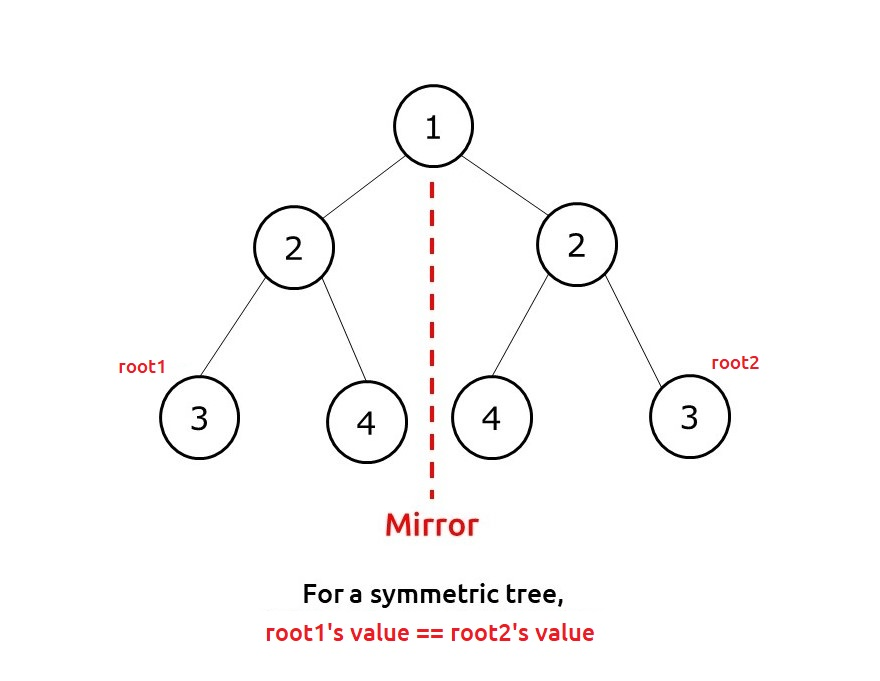 1
2
2
root1
root2
3
4
4
3
Mirror
For a symmetric tree,
root1's value == root2's value